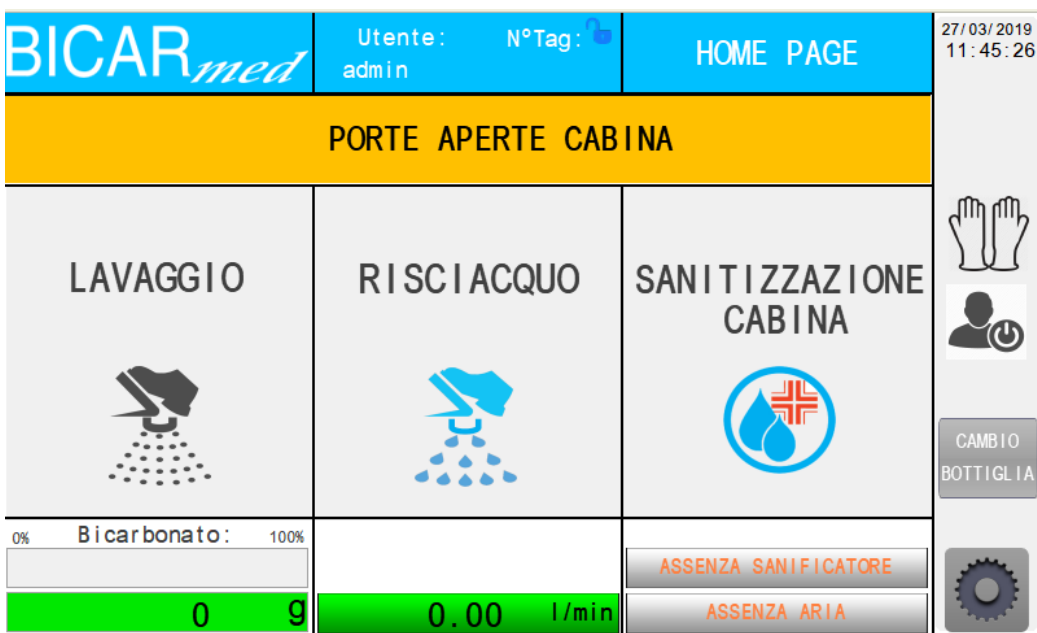 BICARmed
Utente: N°Tag:
admin
HOME PAGE
27/03/2019
11:45:26
PORTE APERTE CABINA
LAVAGGIO
RISCIACQUO
SANITIZZAZIONE
CABINA
CAMBIO
BOTTIGLIA
0% Bicarbonato: 100%
0 g
0.00 l/min
ASSENZA SANIFICATORE
ASSENZA ARIA